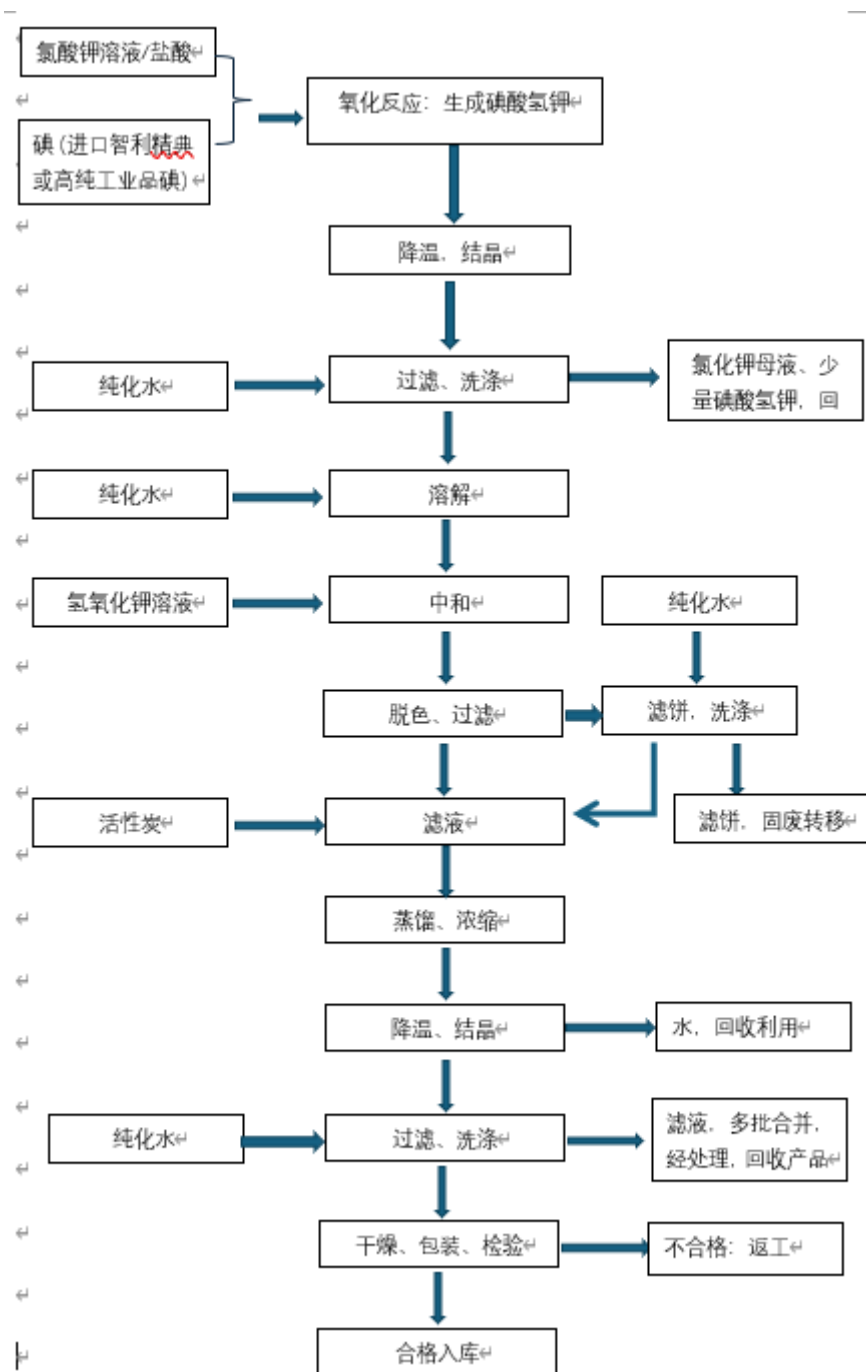 氯酸钾溶液/盐酸
氧化反应：生成碘酸氢钾
碘(进口智利精典
或高纯工业品碘)
降温、结晶
纯化水
过滤、洗涤
氯化钾母液、少
量碘酸氢钾，回
纯化水
溶解
氢氧化钾溶液
中和
纯化水
脱色、过滤
滤饼，洗涤
活性炭
滤液
滤饼，固废转移
蒸馏、浓缩
降温、结晶
水，回收利用
纯化水
过滤、洗涤
滤液，多批合并，
经处理，回收产品
干燥、包装、检验
不合格：返工
合格入库